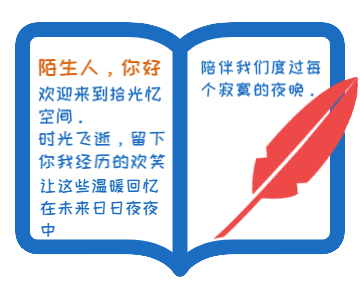 陌生人，你好
欢迎来到拾光忆
空间．
时光飞逝，留下
你我经历的欢笑
让这些温暖回忆
在未来日日夜夜
中
陪伴我们度过每
个寂寞的夜晚．